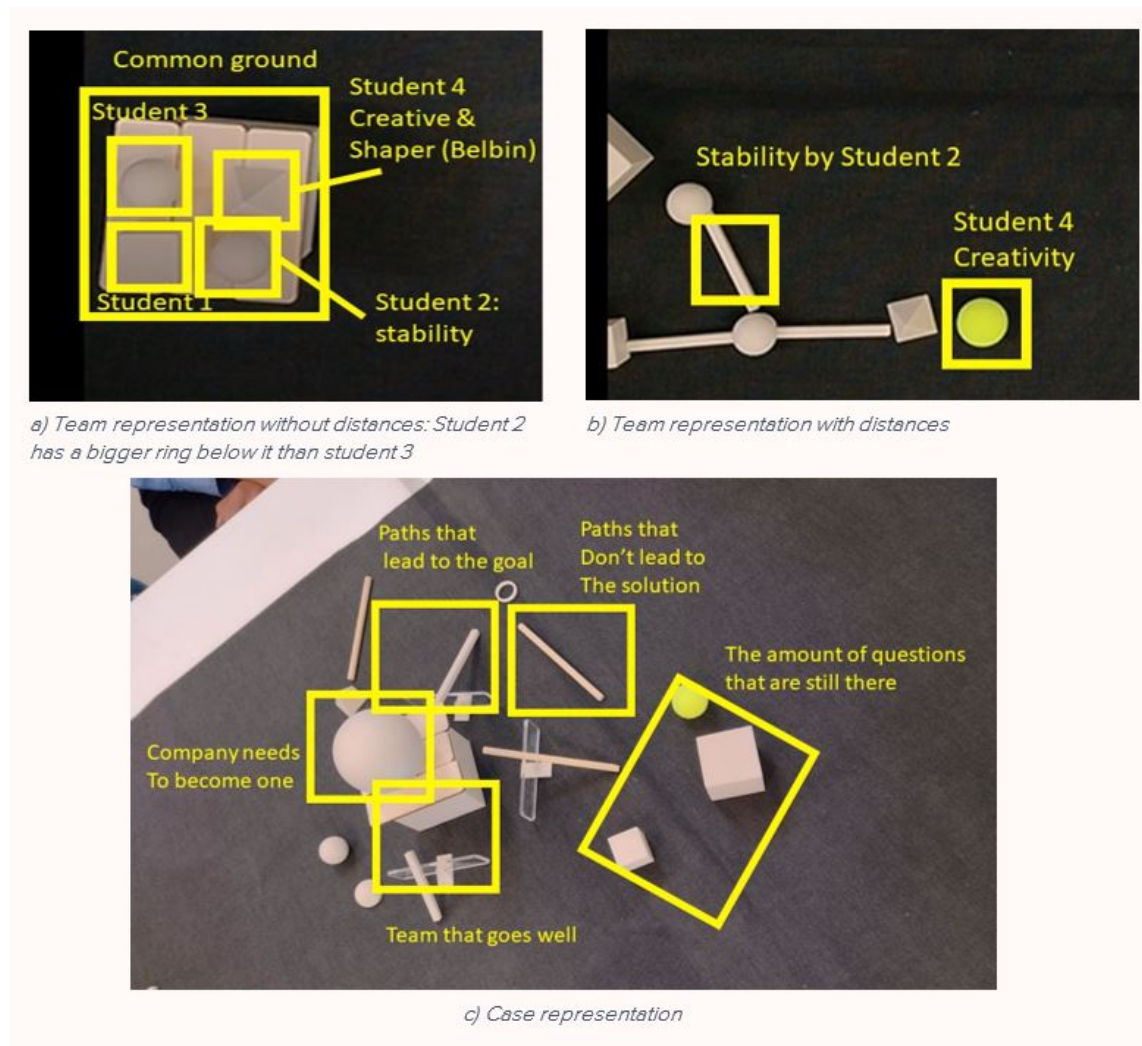 Common ground
Student 3
Student 4
Creative &
Shaper (Belbin)
Student 1
Student 2:
stability
Stability by Student 2
Student 4
Creativity
a) Team representation without distances: Student 2
has a bigger ring below it than student 3
b) Team representation with distances
Paths that
lead to the goal
Paths that
Don't lead to
The solution
The amount of questions
that are still there
Company needs
To become one
Team that goes well
c) Case representation